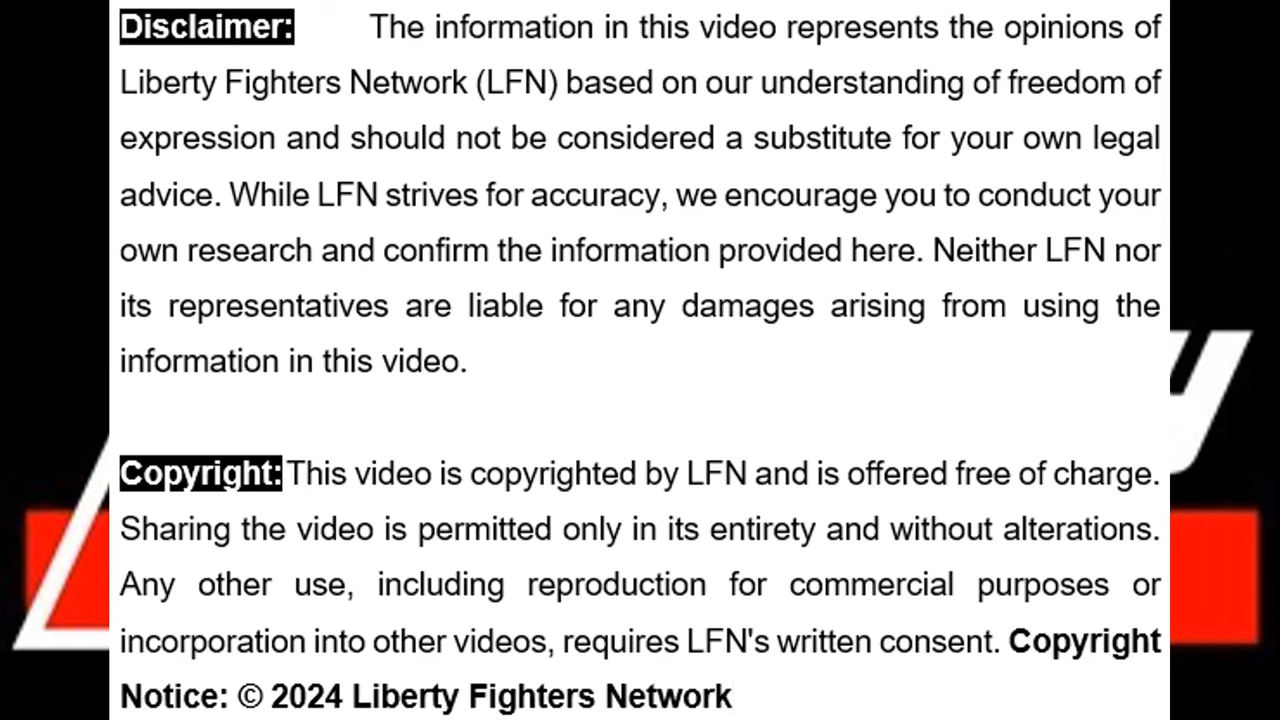 Disclaimer: The information in this video represents the opinions of
Liberty Fighters Network (LFN) based on our understanding of freedom of
expression and should not be considered a substitute for your own legal
advice. While LFN strives for accuracy, we encourage you to conduct your
own research and confirm the information provided here. Neither LFN nor
its representatives are liable for any damages arising from using the
information in this video.
Copyright: This video is copyrighted by LFN and is offered free of charge.
Sharing the video is permitted only in its entirety and without alterations.
Any other use, including reproduction for commercial purposes or
incorporation into other videos, requires LFN's written consent. Copyright
Notice: © 2024 Liberty Fighters Network